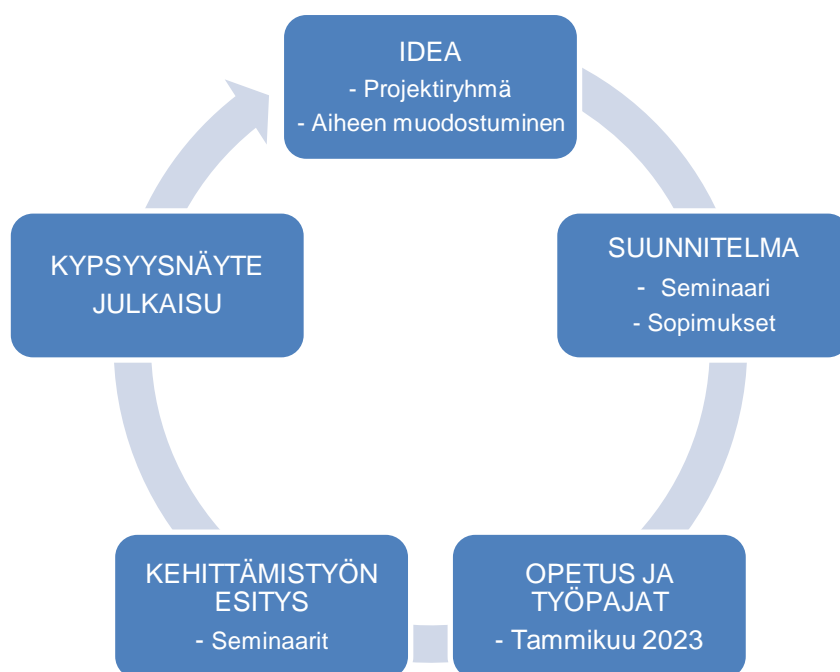 IDEA
- Projektiryhmä
- Aiheen muodostuminen
SUUNNITELMA
- Seminaari
- Sopimukset
OPETUS JA
TYÖPAJAT
- Tammikuu 2023
KEHITTÄMISTYÖN
ESITYS
- Seminaarit
KYPSYYSNÄYTE
JULKAISU